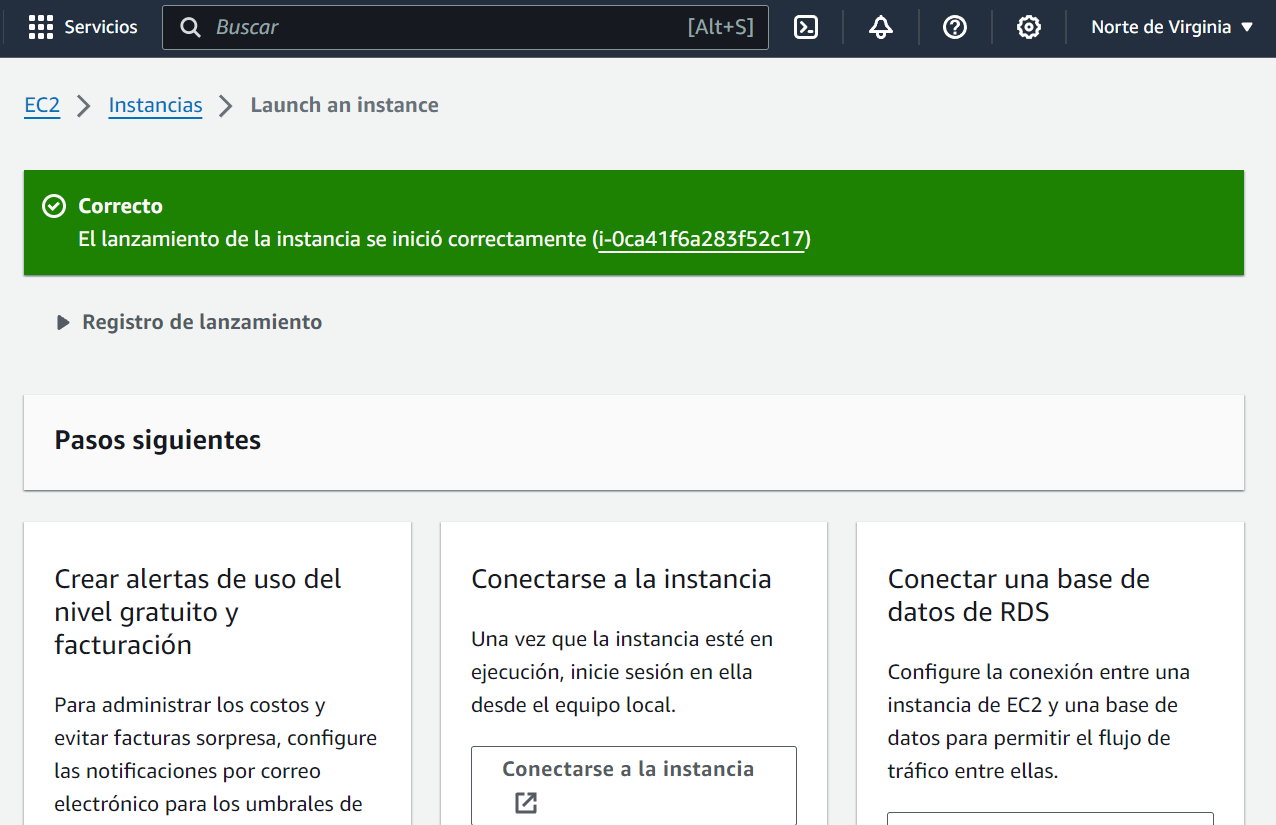 Servicios Buscar [Alt+S] Norte de Virginia
EC2 Instancias Launch an instance
Correcto
El lanzamiento de la instancia se inició correctamente (i-0ca41f6a283f52c17)
Registro de lanzamiento
Pasos siguientes
Crear alertas de uso del
nivel gratuito y
facturación
Para administrar los costos y
evitar facturas sorpresa, configure
las notificaciones por correo
electrónico para los umbrales de
Conectarse a la instancia
Una vez que la instancia esté en
ejecución, inicie sesión en ella
desde el equipo local.
Conectarse a la instancia
Conectar una base de
datos de RDS
Configure la conexión entre una
instancia de EC2 y una base de
datos para permitir el flujo de
tráfico entre ellas.